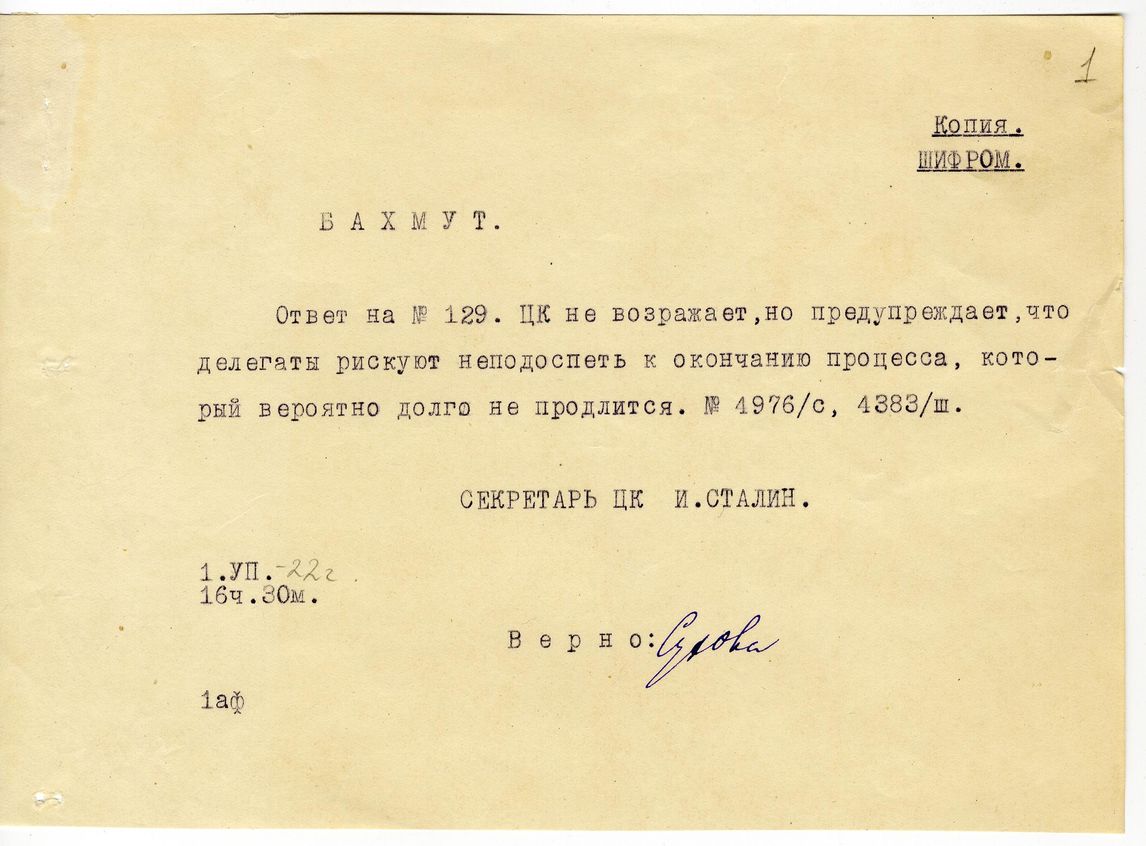 1
Копия.
ШИФРОМ.
БАХМУТ.
Ответ на № 129. ЦК не возражает,но предупреждает,что
делегаты рискуют неподоспеть к окончанию процесса, кото-
рый вероятно долго не продлится. № 4976/с, 4383/ш.
СЕКРЕТАРЬ ЦК И.СТАЛИН.
1.УП.-22г.
16ч.30м.
Верно:
1аф